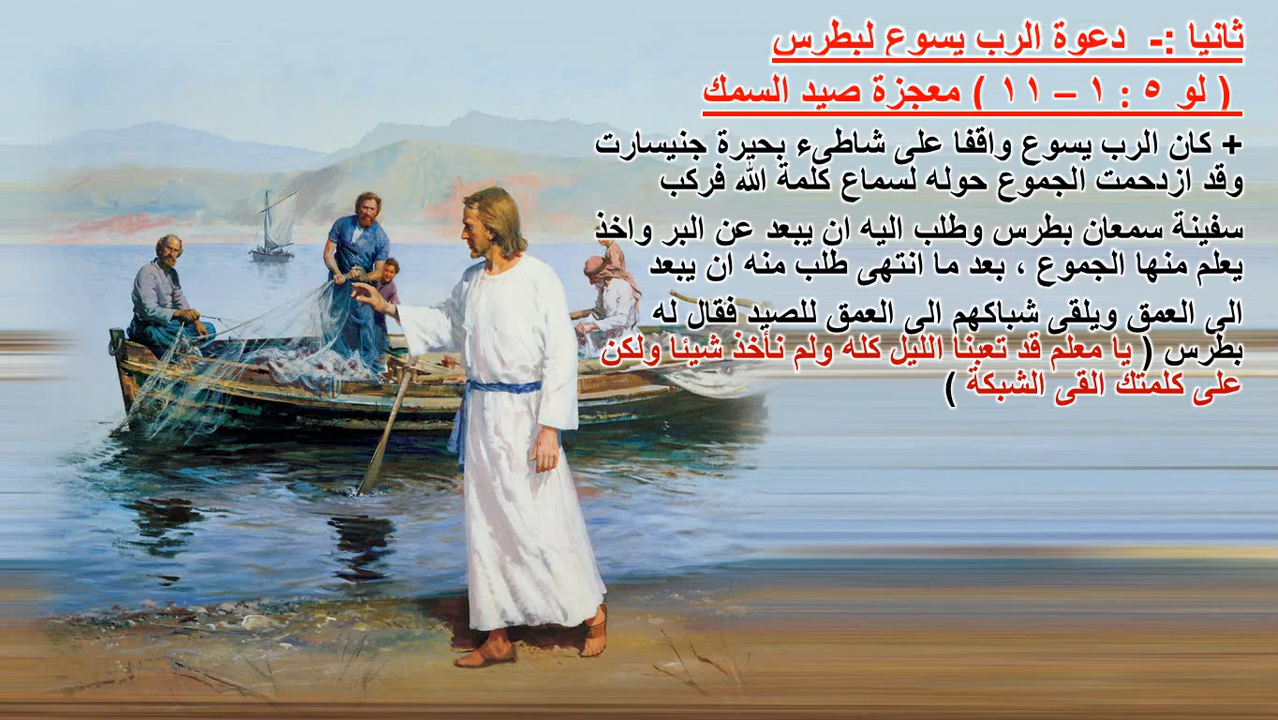 ثانيا :- دعوة الرب يسوع لبطرس
( لو ٥ : ١ – ١١ ) معجزة صيد السمك
+ كان الرب يسوع واقفا على شاطىء بحيرة جنيسارت
وقد ازدحمت الجموع حوله لسماع كلمة الله فركب
سفينة سمعان بطرس وطلب اليه ان يبعد عن البر واخذ
يعلم منها الجموع ، بعد ما انتهى طلب منه ان يبعد
الى العمق ويلقى شباكهم الى العمق للصيد فقال له
بطرس ( يا معلم قد تعبنا الليل كله ولم نأخذ شيئا ولكن
على كلمتك القى الشبكة )